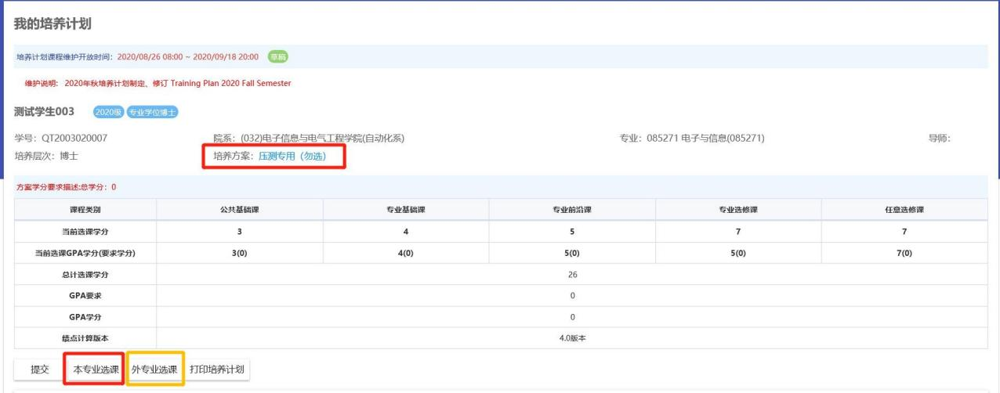 我的培养计划
培养计划课程维护开放时间：2020/08/26 08:00 ~ 2020/09/18 20:00 草稿
维护说明： 2020年秋培养计划制定、修订 Training Plan 2020 Fall Semester
测试学生003 2020级 专业学位博士
学号：QT2003020007 院系：(032)电子信息与电气工程学院(自动化系) 专业：085271 电子与信息(085271) 导师：
培养层次：博士 培养方案：压测专用（勿选）
方案学分要求描述:总学分：0
课程类别 公共基础课 专业基础课 专业前沿课 专业选修课 任意选修课
当前选课学分 3 4 5 7 7
当前选课GPA学分(要求学分) 3(0) 4(0) 5(0) 5(0) 7(0)
总计选课学分 26
GPA要求 0
GPA学分 0
绩点计算版本 4.0版本
提交 本专业选课 外专业选课 打印培养计划